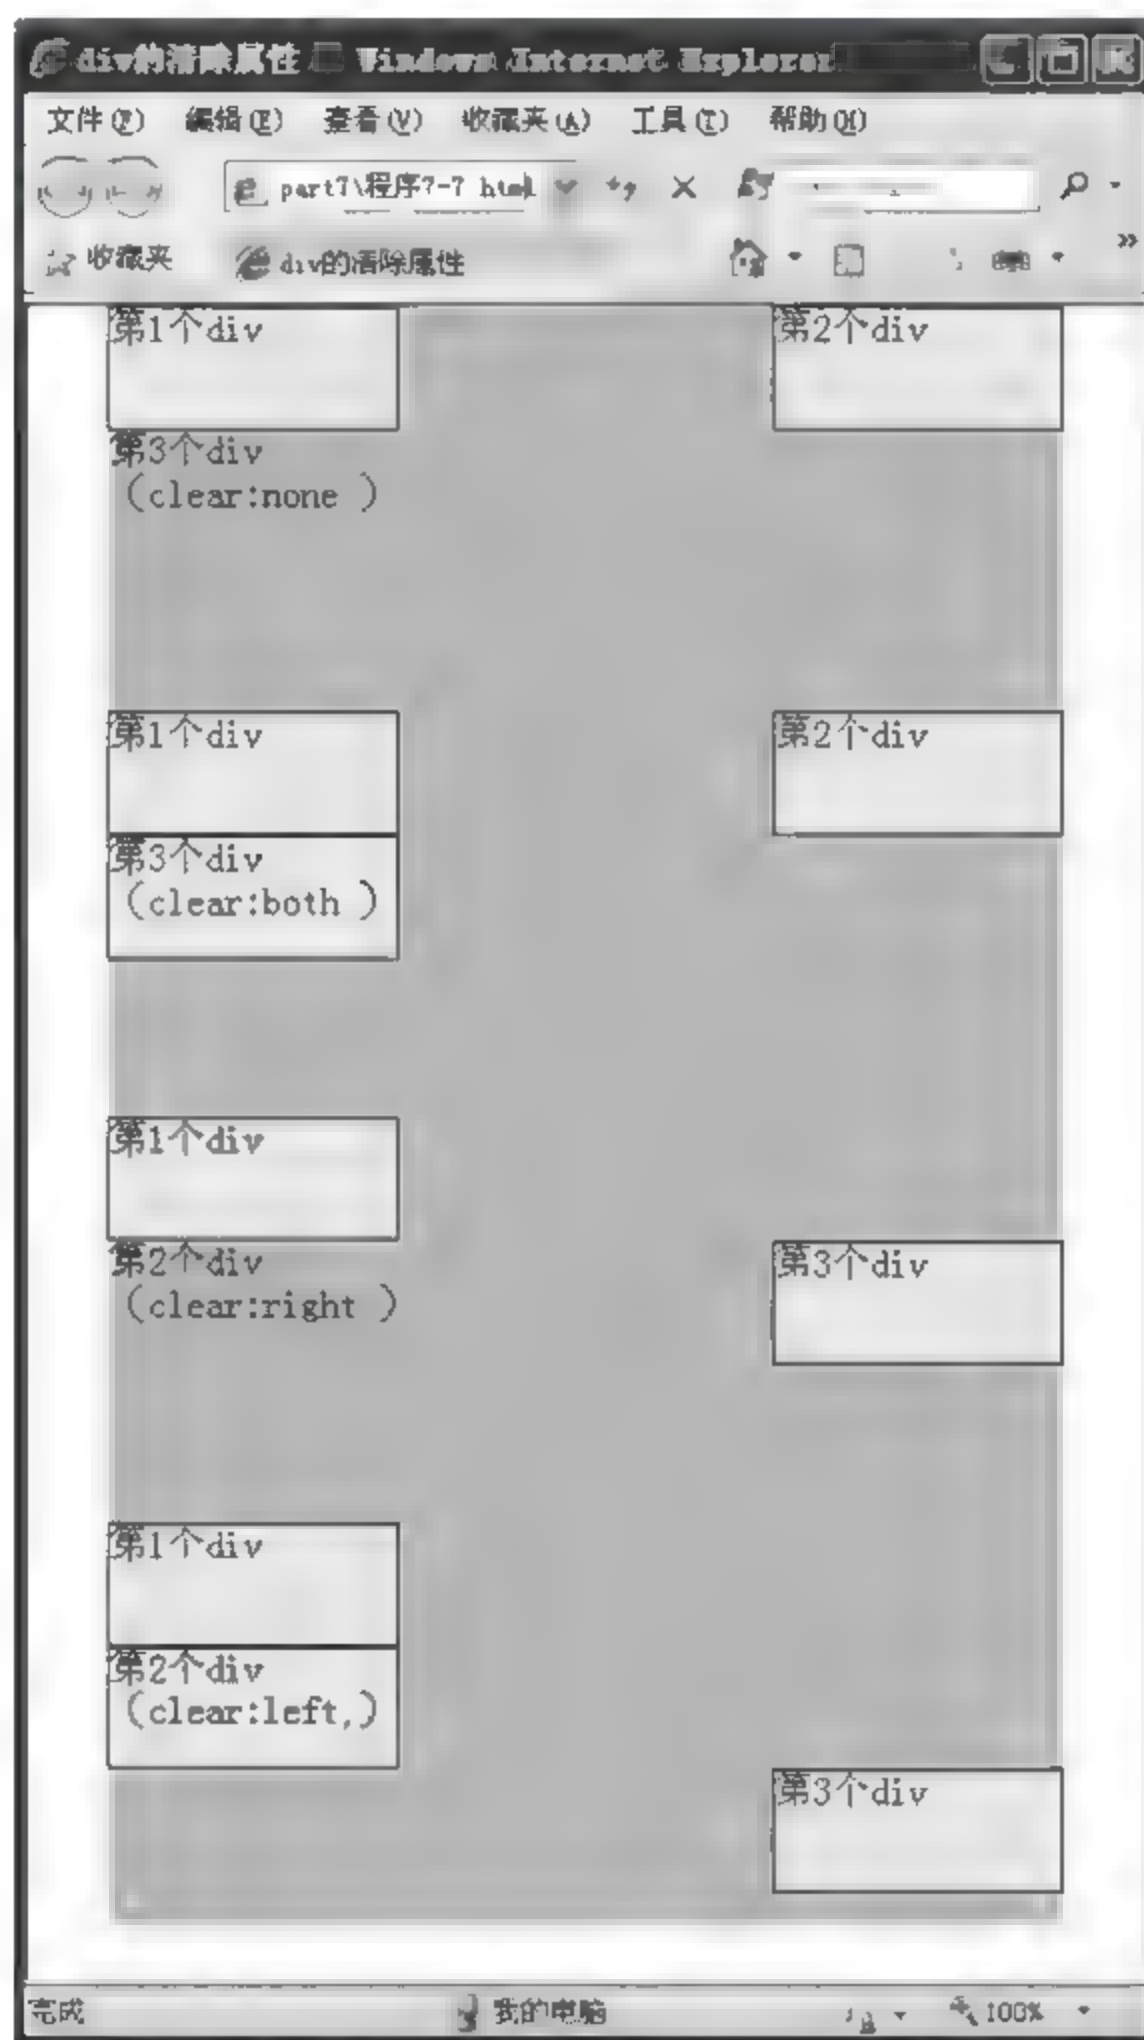 div的清除属性 Windows Internet Explorer
文件(F) 编辑(E) 查看(V) 收藏夹(A) 工具(T) 帮助(H)
part7\程序7-7 html
收藏夹 div的清除属性
第1个div 第2个div
第3个div
(clear:none )
第1个div 第2个div
第3个div
(clear:both )
第1个div
第2个div 第3个div
(clear:right )
第1个div
第2个div
(clear:left,)
第3个div
完成 我的电脑 100%